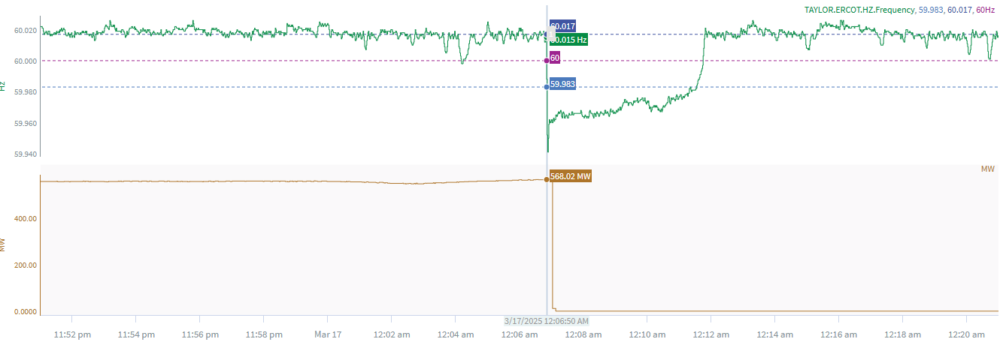 TAYLOR.ERCOT.HZ.Frequency, 59.983, 60.017, 60Hz
60.020
60.000
59.980
59.960
59.940
Hz
60.017
60.015 Hz
60
59.983
MW
568.02 MW
400.00
200.00
0.0000
MW
3/17/2025 12:06:50 AM
11:52 pm 11:54 pm 11:56 pm 11:58 pm Mar 17 12:02 am 12:04 am 12:06 am 12:08 am 12:10 am 12:12 am 12:14 am 12:16 am 12:18 am 12:20 am